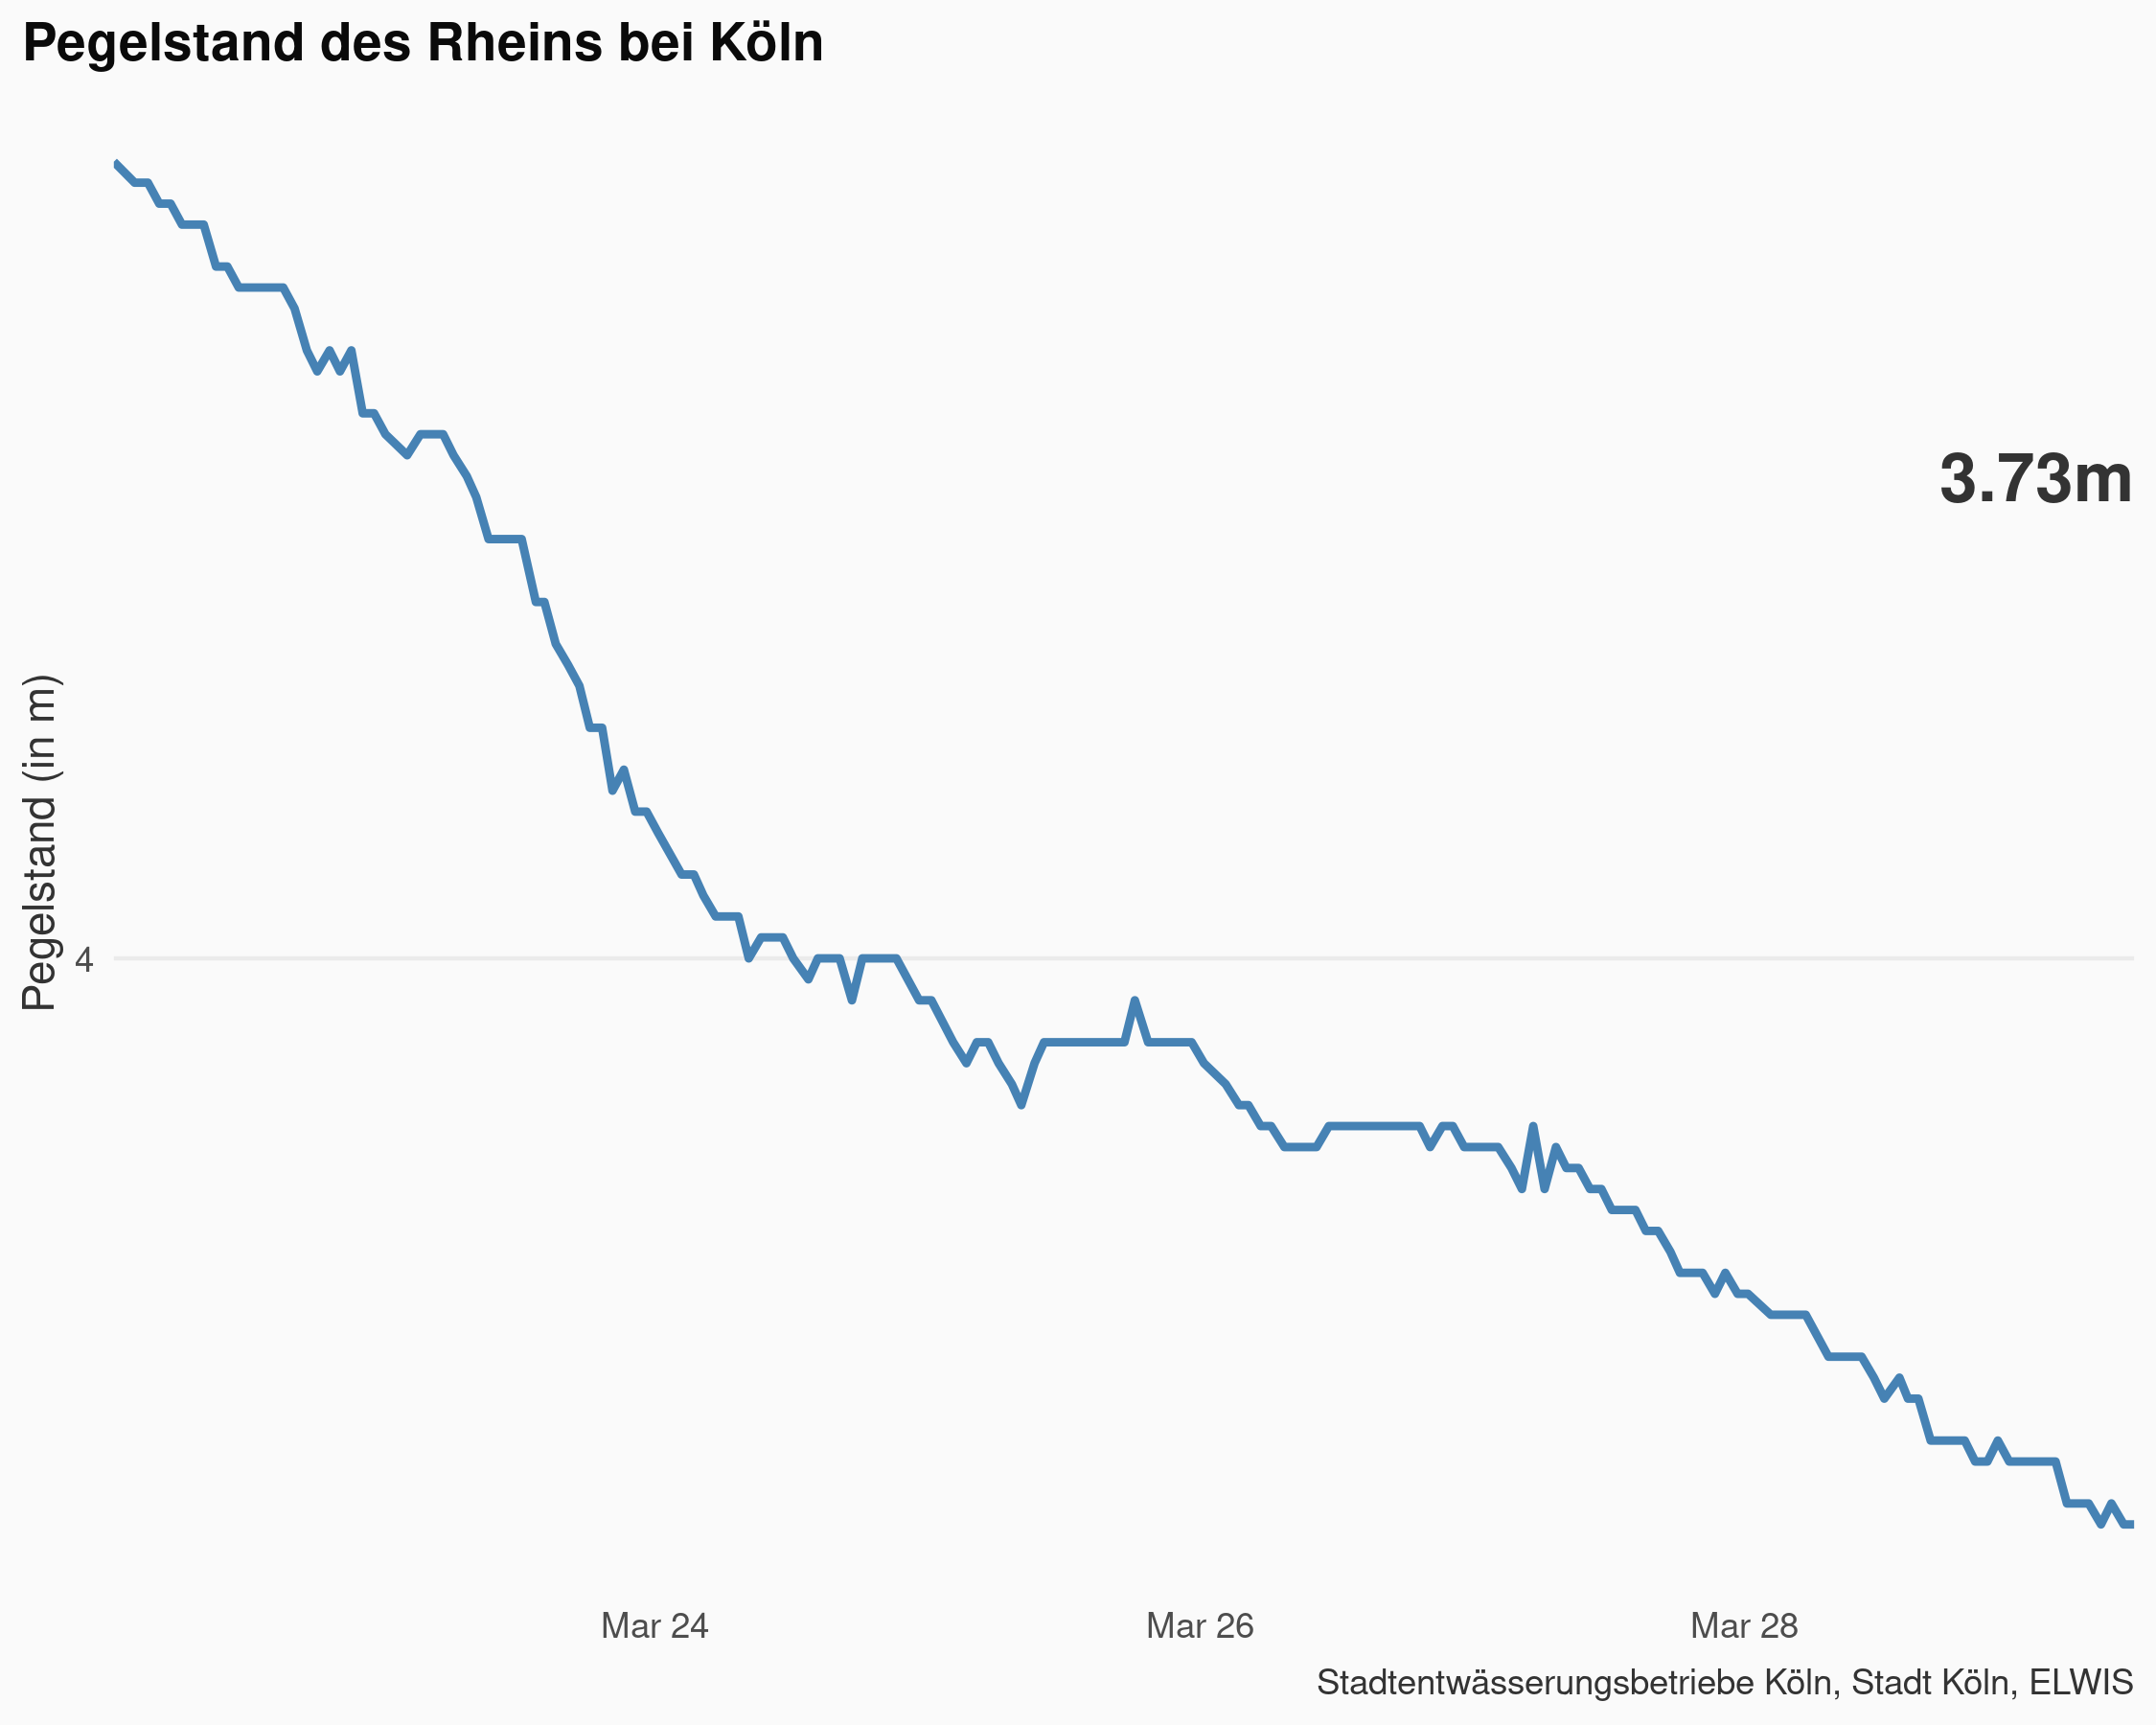 Pegelstand des Rheins bei Köln
3.73m
Pegelstand (in m)
4
Mar 24
Mar 26
Mar 28
Stadtentwässerungsbetriebe Köln, Stadt Köln, ELWIS